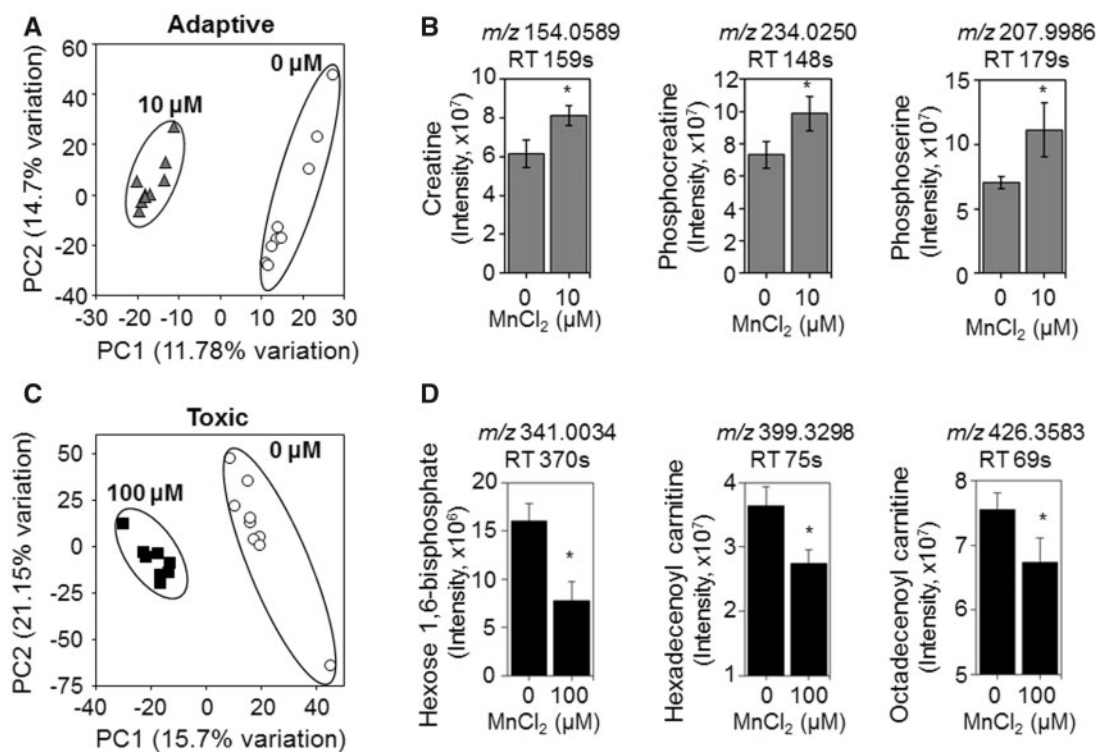 A
Adaptive
0 µM
10 µM
60
40
20
0
-20
-40
-30 -20 -10 0 10 20 30
PC2 (14.7% variation)
PC1 (11.78% variation)
B
m/z 154.0589
RT 159s
Creatine
(Intensity, x10⁷)
10
8
6
4
2
0
*
0 10
MnCl₂ (µM)
m/z 234.0250
RT 148s
Phosphocreatine
(Intensity, x10⁷)
12
10
8
6
4
2
0
*
0 10
MnCl₂ (µM)
m/z 207.9986
RT 179s
Phosphoserine
(Intensity, x10⁷)
15
10
5
0
*
0 10
MnCl₂ (µM)
C
Toxic
0 µM
100 µM
50
25
0
-25
-50
-75
-40 -20 0 20 40 60
PC2 (21.15% variation)
PC1 (15.7% variation)
D
m/z 341.0034
RT 370s
Hexose 1,6-bisphosphate
(Intensity, x10⁶)
20
15
10
5
0
*
0 100
MnCl₂ (µM)
m/z 399.3298
RT 75s
Hexadecenoyl carnitine
(Intensity, x10⁷)
4
3
2
1
*
0 100
MnCl₂ (µM)
m/z 426.3583
RT 69s
Octadecenoyl carnitine
(Intensity, x10⁷)
8
7
6
5
*
0 100
MnCl₂ (µM)